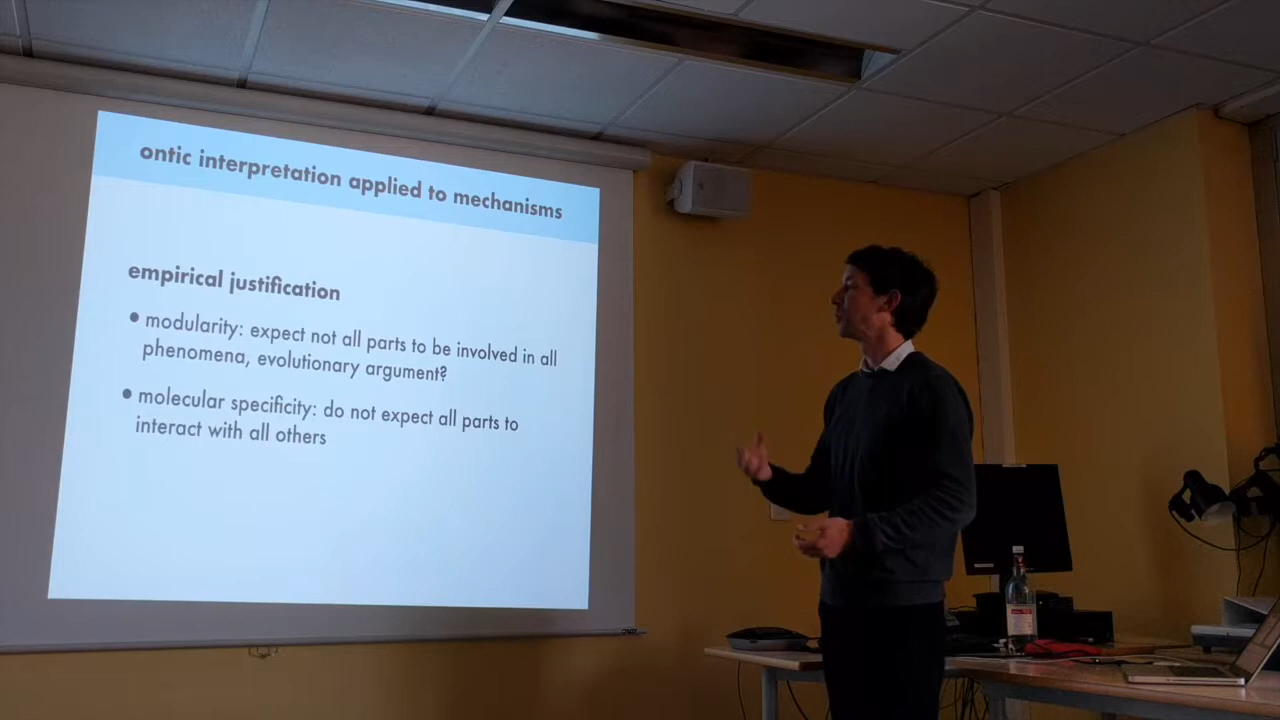 ontic interpretation applied to mechanisms
empirical justification
• modularity: expect not all parts to be involved in all
phenomena, evolutionary argument?
• molecular specificity: do not expect all parts to
interact with all others